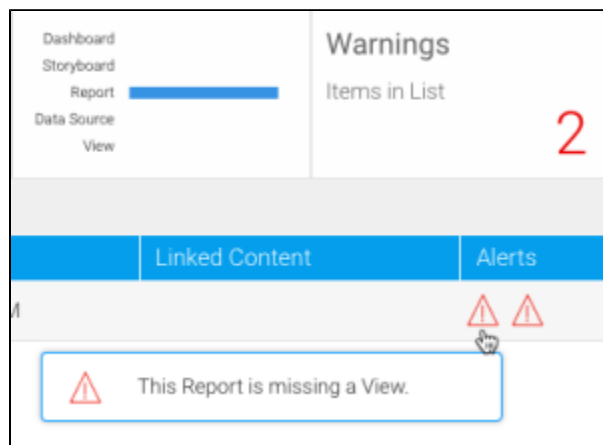 Dashboard
Storyboard
Report
Data Source
View
Warnings
Items in List
2
Linked Content
Alerts
M
This Report is missing a View.